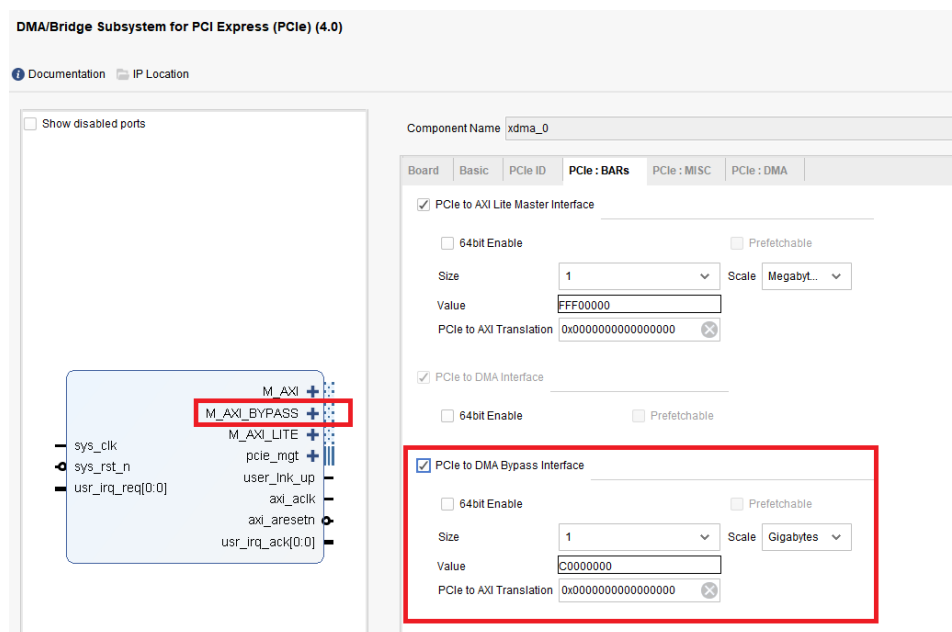 DMA/Bridge Subsystem for PCI Express (PCIe) (4.0)
Documentation IP Location
Show disabled ports
M_AXI
M_AXI_BYPASS
M_AXI_LITE
pcie_mgt
user_lnk_up
axi_aclk
axi_aresetn
usr_irq_ack[0:0]
sys_clk
sys_rst_n
usr_irq_req[0:0]
Component Name xdma_0
Board Basic PCIe ID PCIe : BARs PCIe : MISC PCIe : DMA
PCIe to AXI Lite Master Interface
64bit Enable Prefetchable
Size 1 Scale Megabyt...
Value FFF00000
PCIe to AXI Translation 0x0000000000000000
PCIe to DMA Interface
64bit Enable Prefetchable
PCIe to DMA Bypass Interface
64bit Enable Prefetchable
Size 1 Scale Gigabytes
Value C0000000
PCIe to AXI Translation 0x0000000000000000